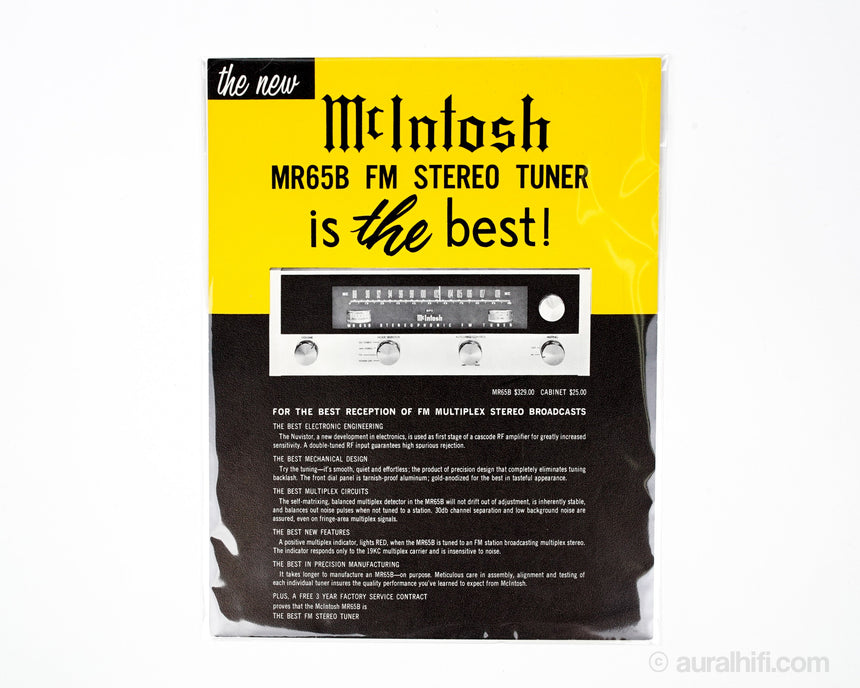 the new
McIntosh
MR65B FM STEREO TUNER
is the best!
McIntosh
MR 65B STEREOPHONIC FM TUNER
VOLUME
MR65B $329.00 CABINET $25.00
FOR THE BEST RECEPTION OF FM MULTIPLEX STEREO BROADCASTS
THE BEST ELECTRONIC ENGINEERING
The Nuvistor, a new development in electronics, is used as first stage of a cascode RF amplifier for greatly increased
sensitivity. A double-tuned RF input guarantees high spurious rejection.
THE BEST MECHANICAL DESIGN
Try the tuning—it's smooth, quiet and effortless; the product of precision design that completely eliminates tuning
backlash. The front dial panel is tarnish-proof aluminum; gold-anodized for the best in tasteful appearance.
THE BEST MULTIPLEX CIRCUITS
The self-matrixing, balanced multiplex detector in the MR65B will not drift out of adjustment, is inherently stable,
and balances out noise pulses when not tuned to a station. 30db channel separation and low background noise are
assured, even on fringe-area multiplex signals.
THE BEST NEW FEATURES
A positive multiplex indicator, lights RED, when the MR65B is tuned to an FM station broadcasting multiplex stereo.
The indicator responds only to the 19KC multiplex carrier and is insensitive to noise.
THE BEST IN PRECISION MANUFACTURING
It takes longer to manufacture an MR65B—on purpose. Meticulous care in assembly, alignment and testing of
each individual tuner insures the quality performance you've learned to expect from McIntosh.
PLUS, A FREE 3 YEAR FACTORY SERVICE CONTRACT
proves that the McIntosh MR65B is
THE BEST FM STEREO TUNER
© auralhifi.com